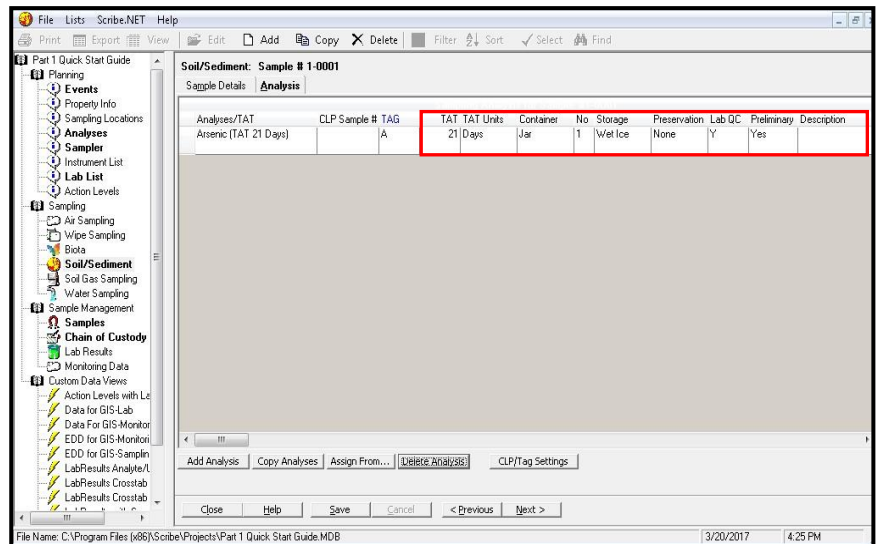 File Lists Scribe.NET Help
Print Export View Edit Add Copy Delete Filter Sort Select Find
Part 1 Quick Start Guide
Planning
Events
Property Info
Sampling Locations
Analyses
Sampler
Instrument List
Lab List
Action Levels
Sampling
Air Sampling
Wipe Sampling
Biota
Soil/Sediment
Soil Gas Sampling
Water Sampling
Sample Management
Samples
Chain of Custody
Lab Results
Monitoring Data
Custom Data Views
Action Levels with La
Data for GIS-Lab
Data For GIS-Monitor
EDD for GIS-Monitori
EDD for GIS-Samplin
LabResults Analyte/L
LabResults Crosstab
LabResults Crosstab
Soil/Sediment: Sample # 1-0001
Sample Details Analysis
Analyses/TAT CLP Sample # TAG TAT TAT Units Container No Storage Preservation Lab QC Preliminary Description
Arsenic (TAT 21 Days) A 21 Days Jar 1 Wet Ice None Y Yes
Add Analysis Copy Analyses Assign From... Delete Analysis CLP/Tag Settings
Close Help Save Cancel < Previous Next >
File Name: C:\Program Files (x86)\Scribe\Projects\Part 1 Quick Start Guide.MDB 3/20/2017 4:25 PM